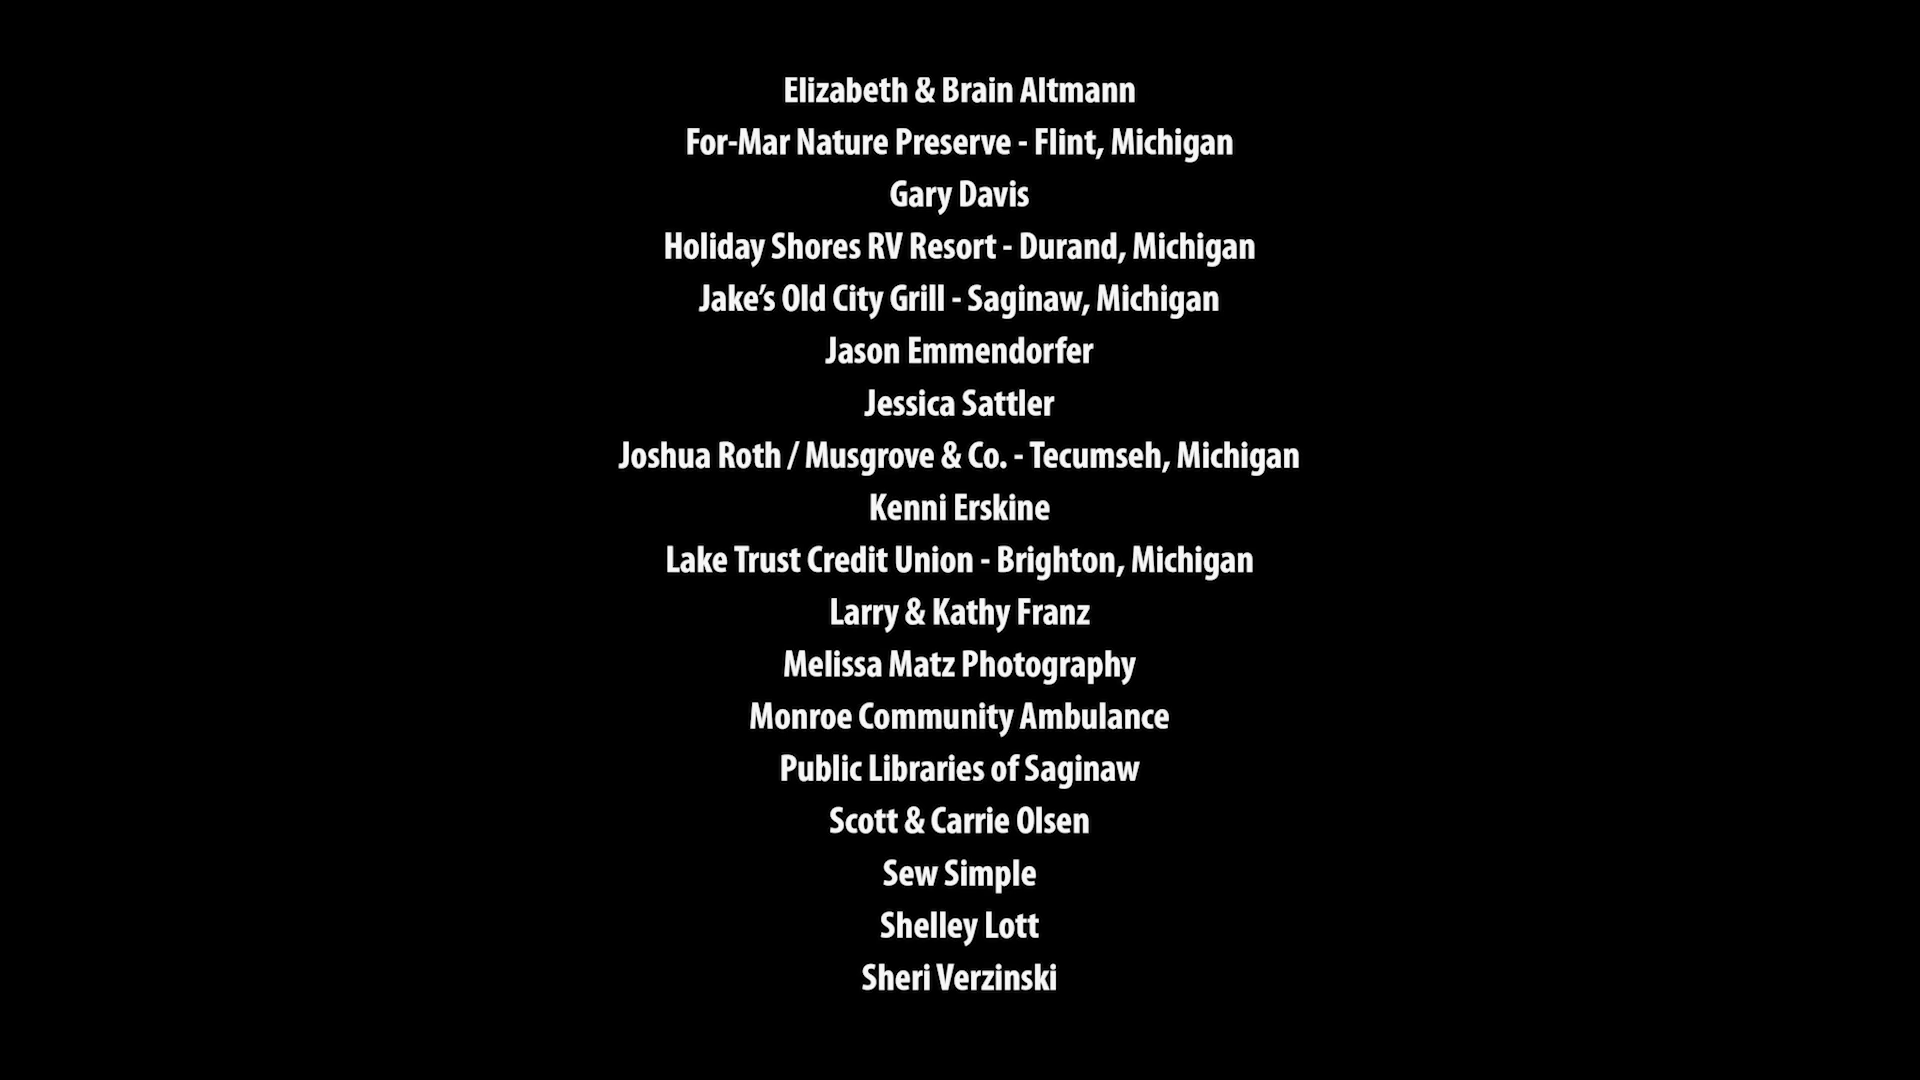 Elizabeth & Brain Altmann
For-Mar Nature Preserve - Flint, Michigan
Gary Davis
Holiday Shores RV Resort - Durand, Michigan
Jake’s Old City Grill - Saginaw, Michigan
Jason Emmendorfer
Jessica Sattler
Joshua Roth / Musgrove & Co. - Tecumseh, Michigan
Kenni Erskine
Lake Trust Credit Union - Brighton, Michigan
Larry & Kathy Franz
Melissa Matz Photography
Monroe Community Ambulance
Public Libraries of Saginaw
Scott & Carrie Olsen
Sew Simple
Shelley Lott
Sheri Verzinski